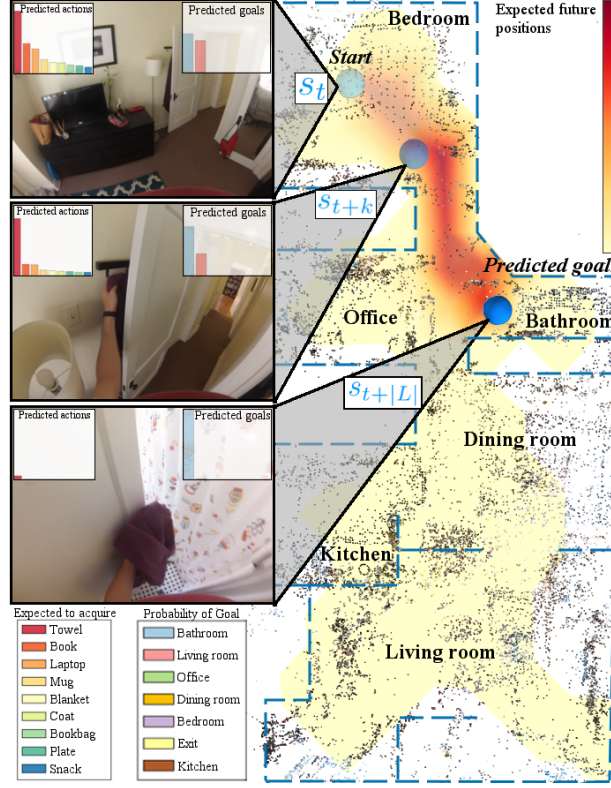 Predicted actions
Predicted goals
Predicted actions
Predicted goals
Predicted actions
Predicted goals
Expected to acquire
Towel
Book
Laptop
Mug
Blanket
Coat
Bookbag
Plate
Snack
Probability of Goal
Bathroom
Living room
Office
Dining room
Bedroom
Exit
Kitchen
Bedroom
Expected future
positions
Start
s_t
s_{t+k}
Predicted goal
Office
Bathroom
s_{t+|L|}
Dining room
Kitchen
Living room